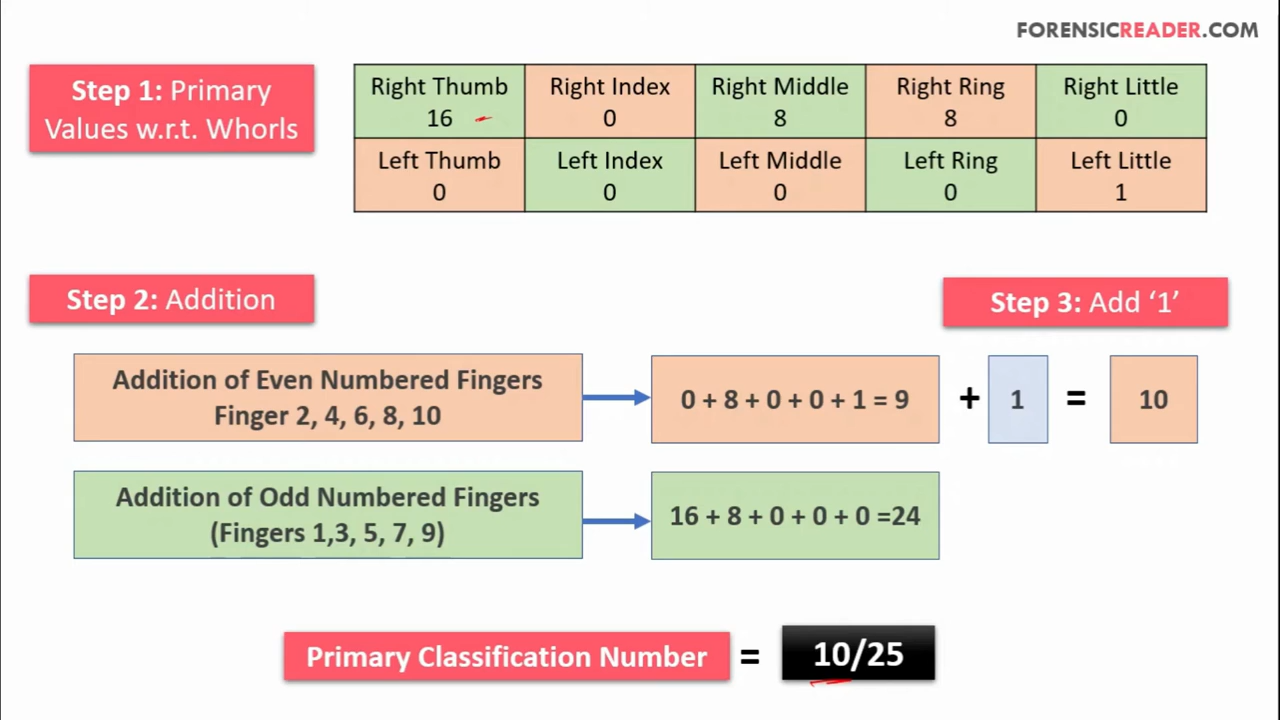 FORENSICREADER.COM
Step 1: Primary
Values w.r.t. Whorls
Right Thumb
16
Right Index
0
Right Middle
8
Right Ring
8
Right Little
0
Left Thumb
0
Left Index
0
Left Middle
0
Left Ring
0
Left Little
1
Step 2: Addition
Step 3: Add ‘1’
Addition of Even Numbered Fingers
Finger 2, 4, 6, 8, 10
0 + 8 + 0 + 0 + 1 = 9
+
1
=
10
Addition of Odd Numbered Fingers
(Fingers 1,3, 5, 7, 9)
16 + 8 + 0 + 0 + 0 =24
Primary Classification Number
=
10/25